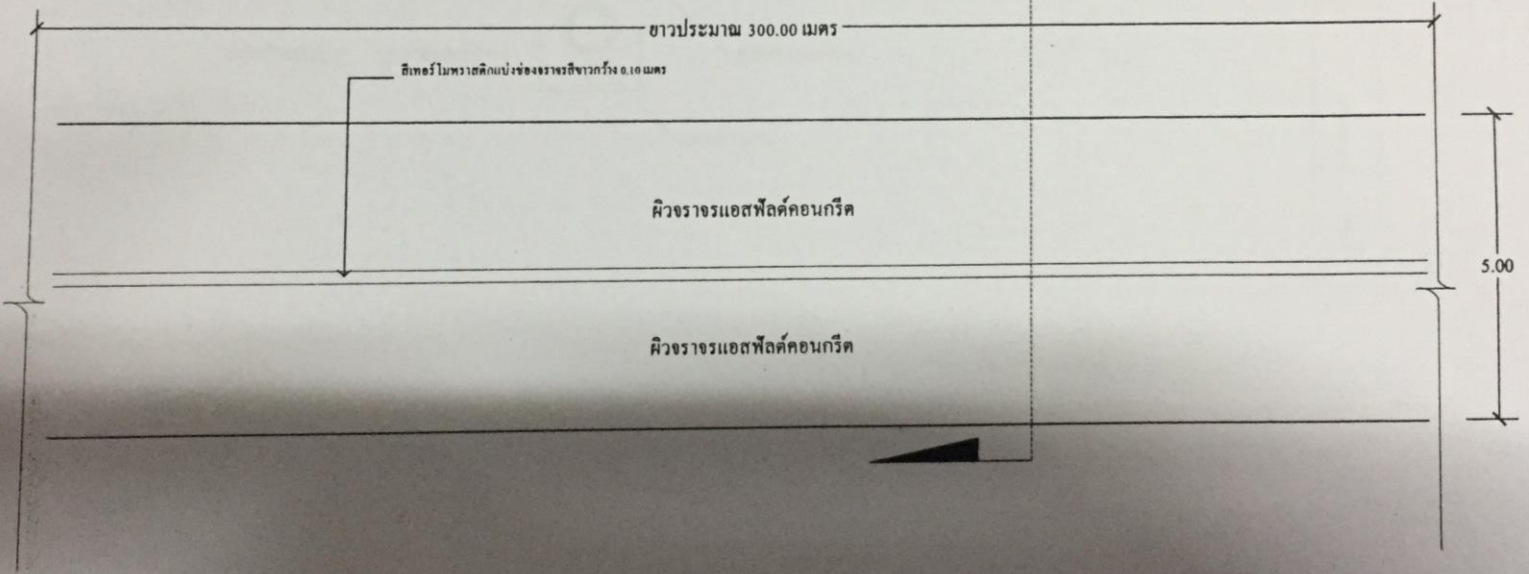 ยาวประมาณ 300.00 เมตร
สีเทอร์โมพราสติกแบ่งช่องจราจรสีขาวกว้าง 0.10 เมตร
ผิวจราจรแอสฟัลต์คอนกรีต
5.00
ผิวจราจรแอสฟัลต์คอนกรีต